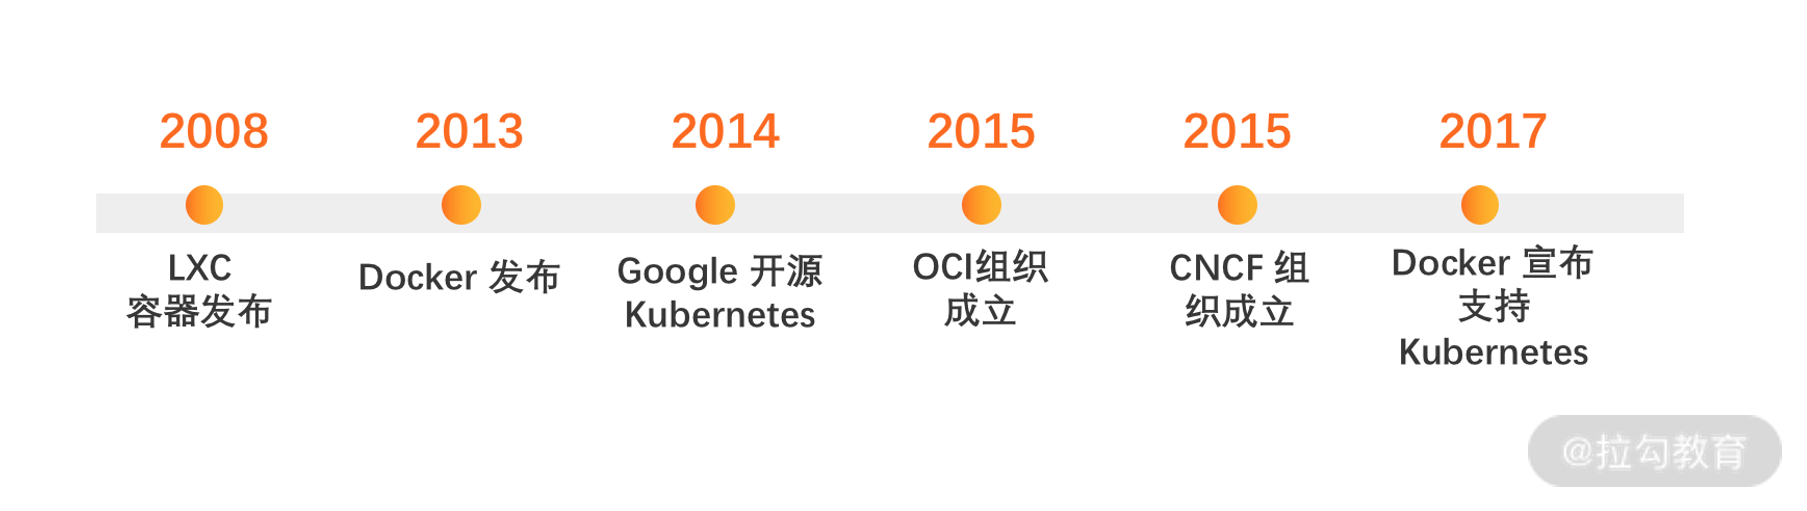 2008
2013
2014
2015
2015
2017
LXC
容器发布
Docker 发布
Google 开源
Kubernetes
OCI组织
成立
CNCF 组
织成立
Docker 宣布
支持
Kubernetes
@拉勾教育